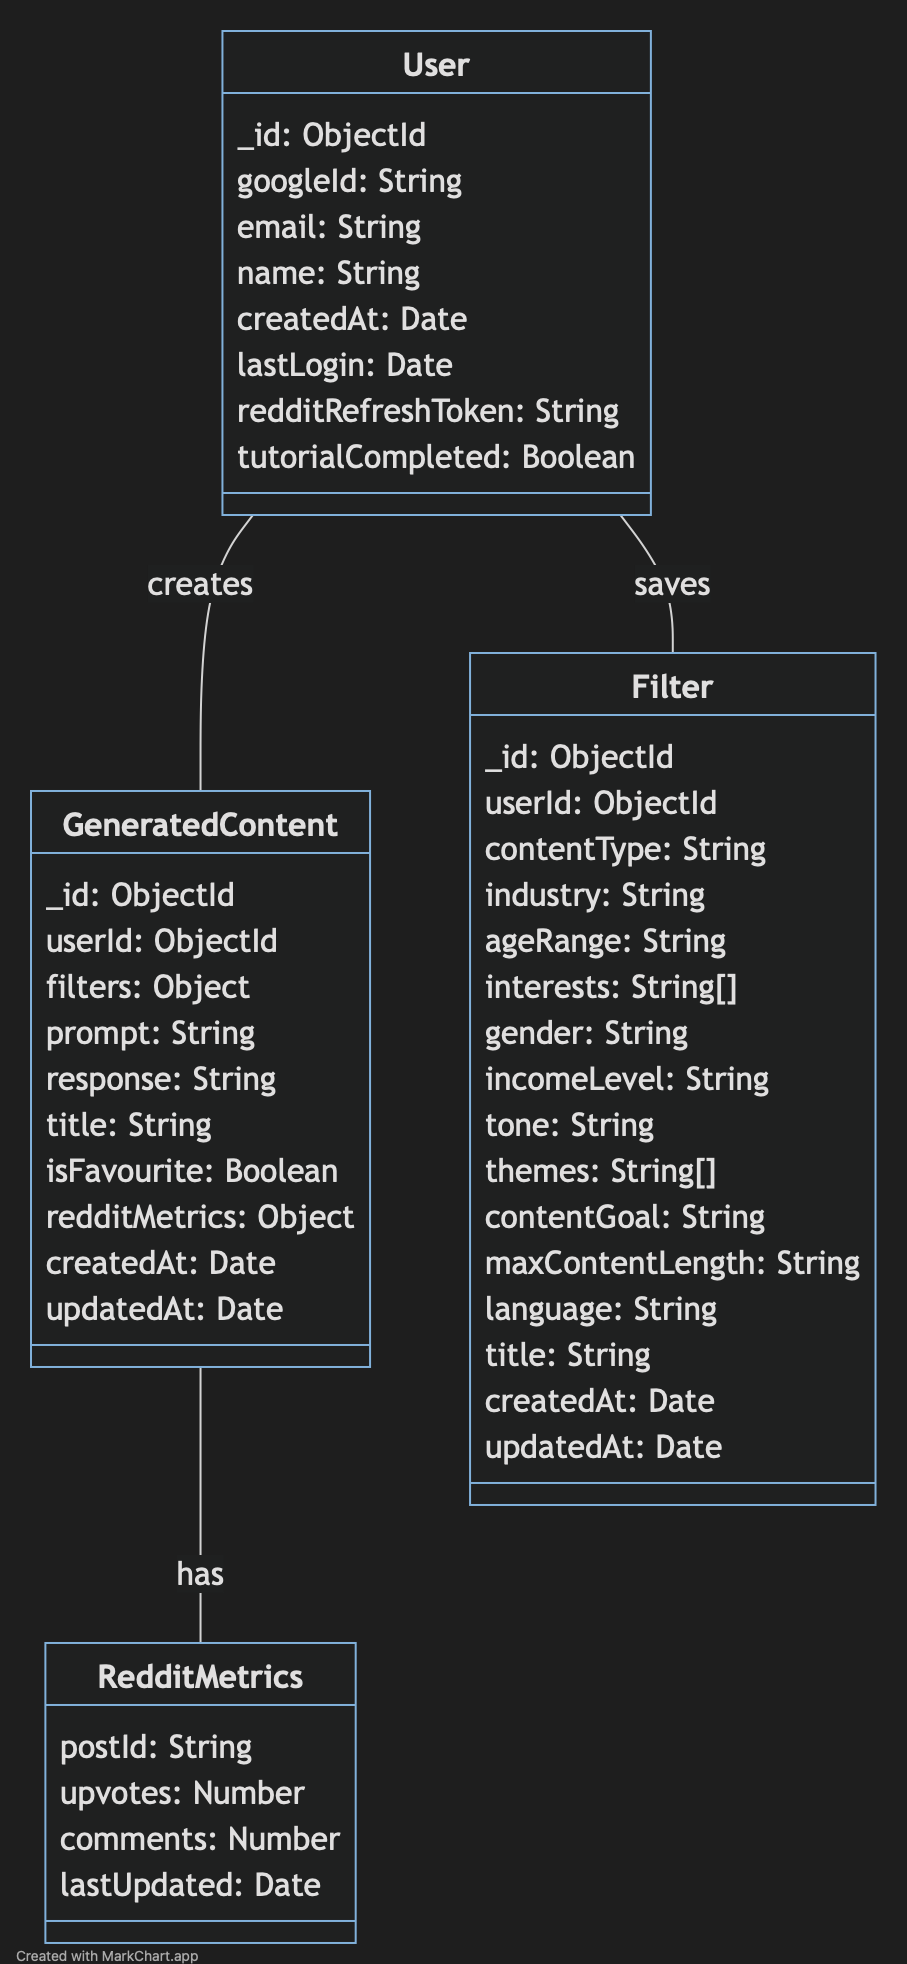 User
_id: ObjectId
googleId: String
email: String
name: String
createdAt: Date
lastLogin: Date
redditRefreshToken: String
tutorialCompleted: Boolean
creates
saves
Filter
_id: ObjectId
userId: ObjectId
contentType: String
industry: String
ageRange: String
interests: String[]
gender: String
incomeLevel: String
tone: String
themes: String[]
contentGoal: String
maxContentLength: String
language: String
title: String
createdAt: Date
updatedAt: Date
GeneratedContent
_id: ObjectId
userId: ObjectId
filters: Object
prompt: String
response: String
title: String
isFavourite: Boolean
redditMetrics: Object
createdAt: Date
updatedAt: Date
has
RedditMetrics
postId: String
upvotes: Number
comments: Number
lastUpdated: Date
Created with MarkChart.app